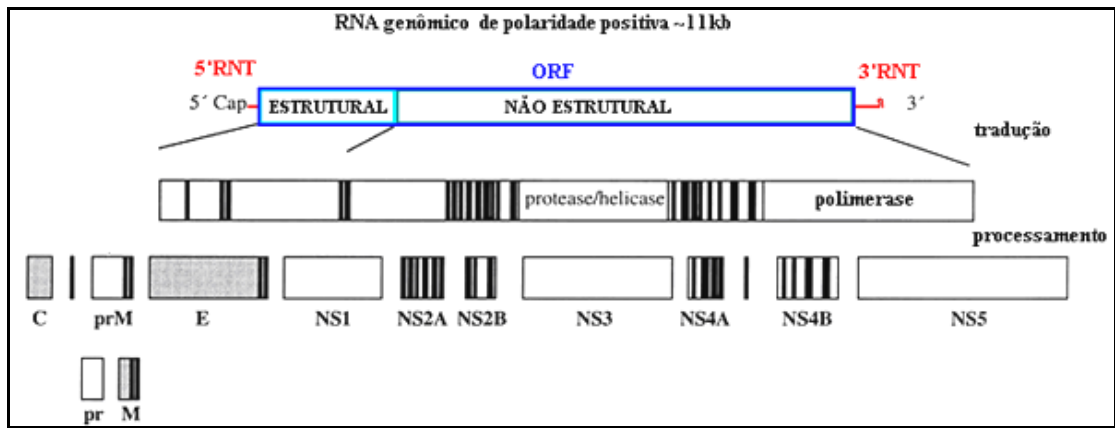 RNA genômico de polaridade positiva ~11kb
5'RNT ORF 3'RNT
5´ Cap ESTRUTURAL NÃO ESTRUTURAL 3´
tradução
protease/helicase polimerase
processamento
C prM E NS1 NS2A NS2B NS3 NS4A NS4B NS5
pr M